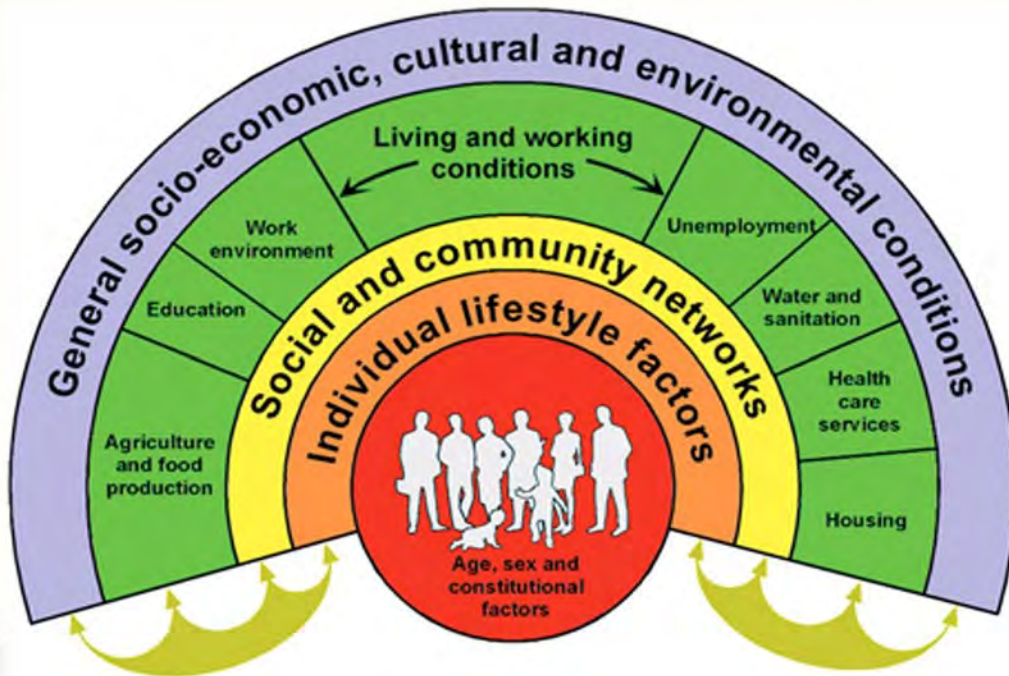 General socio-economic, cultural and environmental conditions
Living and working
conditions
Work
environment
Unemployment
Education
Water and
sanitation
Agriculture
and food
production
Health
care
services
Housing
Social and community networks
Individual lifestyle factors
Age, sex and
constitutional
factors